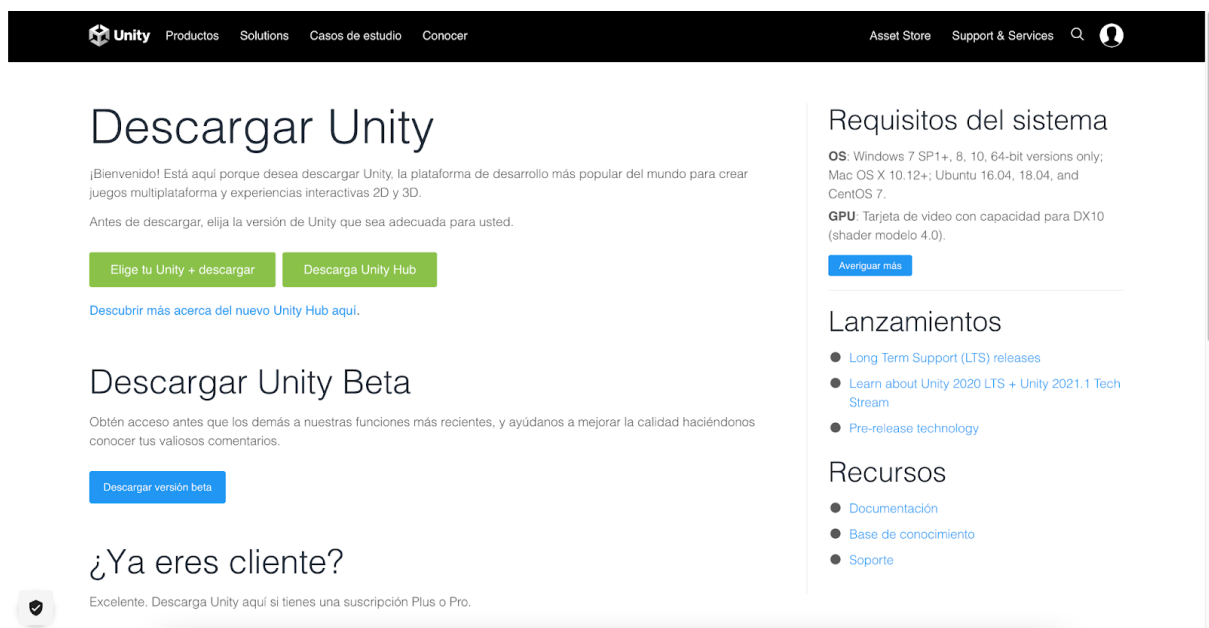 Unity Productos Solutions Casos de estudio Conocer Asset Store Support & Services
Descargar Unity
¡Bienvenido! Está aquí porque desea descargar Unity, la plataforma de desarrollo más popular del mundo para crear
juegos multiplataforma y experiencias interactivas 2D y 3D.
Antes de descargar, elija la versión de Unity que sea adecuada para usted.
Elige tu Unity + descargar Descarga Unity Hub
Descubrir más acerca del nuevo Unity Hub aquí.
Descargar Unity Beta
Obtén acceso antes que los demás a nuestras funciones más recientes, y ayúdanos a mejorar la calidad haciéndonos
conocer tus valiosos comentarios.
Descargar versión beta
¿Ya eres cliente?
Excelente. Descarga Unity aquí si tienes una suscripción Plus o Pro.
Requisitos del sistema
OS: Windows 7 SP1+, 8, 10, 64-bit versions only;
Mac OS X 10.12+; Ubuntu 16.04, 18.04, and
CentOS 7.
GPU: Tarjeta de video con capacidad para DX10
(shader modelo 4.0).
Averiguar más
Lanzamientos
Long Term Support (LTS) releases
Learn about Unity 2020 LTS + Unity 2021.1 Tech
Stream
Pre-release technology
Recursos
Documentación
Base de conocimiento
Soporte